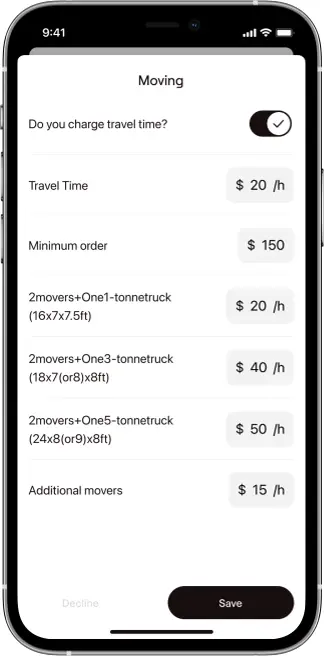 9:41
Moving
Do you charge travel time?
Travel Time
$ 20 /h
Minimum order
$ 150
2movers+One1-tonnetruck
(16x7x7.5ft)
$ 20 /h
2movers+One3-tonnetruck
(18x7(or8)x8ft)
$ 40 /h
2movers+One5-tonnetruck
(24x8(or9)x8ft)
$ 50 /h
Additional movers
$ 15 /h
Decline
Save